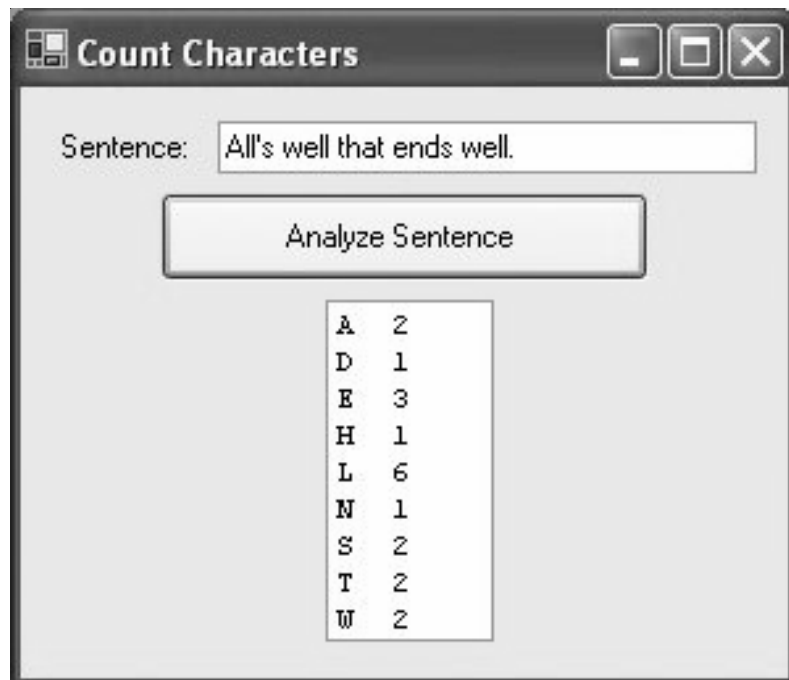 Count Characters
Sentence: All's well that ends well.
Analyze Sentence
A 2
D 1
E 3
H 1
L 6
N 1
S 2
T 2
W 2